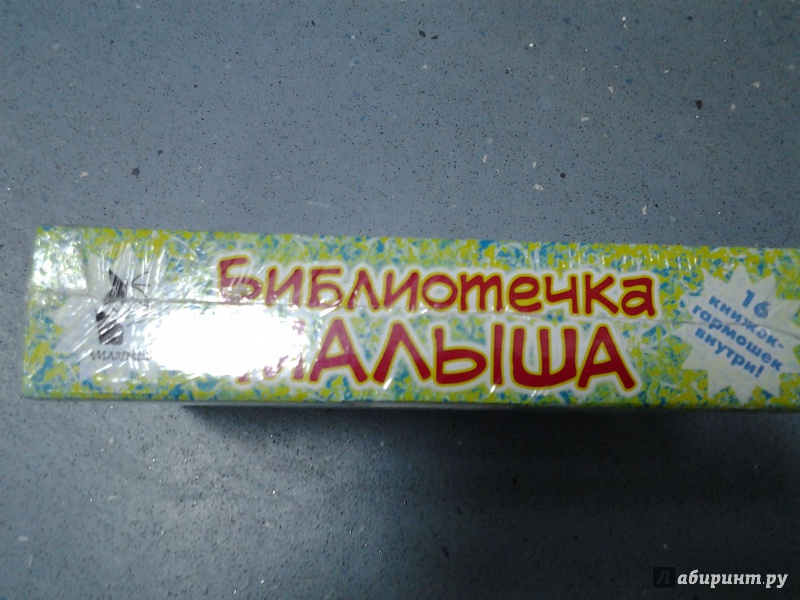 Библиотечка
МАЛЫША
16
книжек-
гармошек
внутри!
Лабиринт.ру